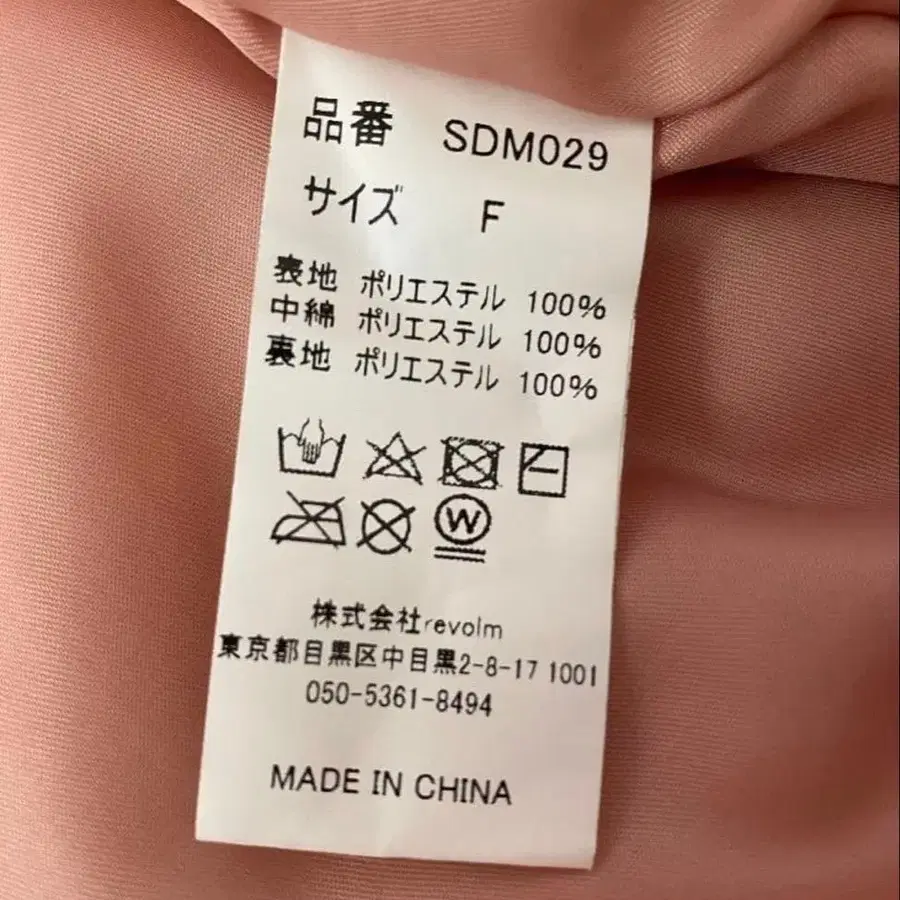 品番 SDM029
サイズ F
表地 ポリエステル 100%
中綿 ポリエステル 100%
裏地 ポリエステル 100%
W
株式会社revolm
東京都目黒区中目黒2-8-17 1001
050-5361-8494
MADE IN CHINA